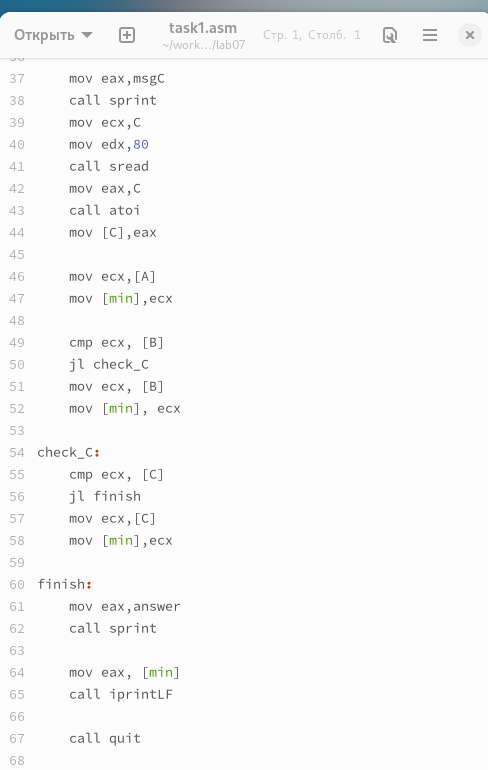 Открыть
task1.asm
~/work.../lab07
Стр. 1, Столб. 1
36
37 mov eax,msgC
38 call sprint
39 mov ecx,C
40 mov edx,80
41 call sread
42 mov eax,C
43 call atoi
44 mov [C],eax
45
46 mov ecx,[A]
47 mov [min],ecx
48
49 cmp ecx, [B]
50 jl check_C
51 mov ecx, [B]
52 mov [min], ecx
53
54 check_C:
55 cmp ecx, [C]
56 jl finish
57 mov ecx,[C]
58 mov [min],ecx
59
60 finish:
61 mov eax,answer
62 call sprint
63
64 mov eax, [min]
65 call iprintLF
66
67 call quit
68